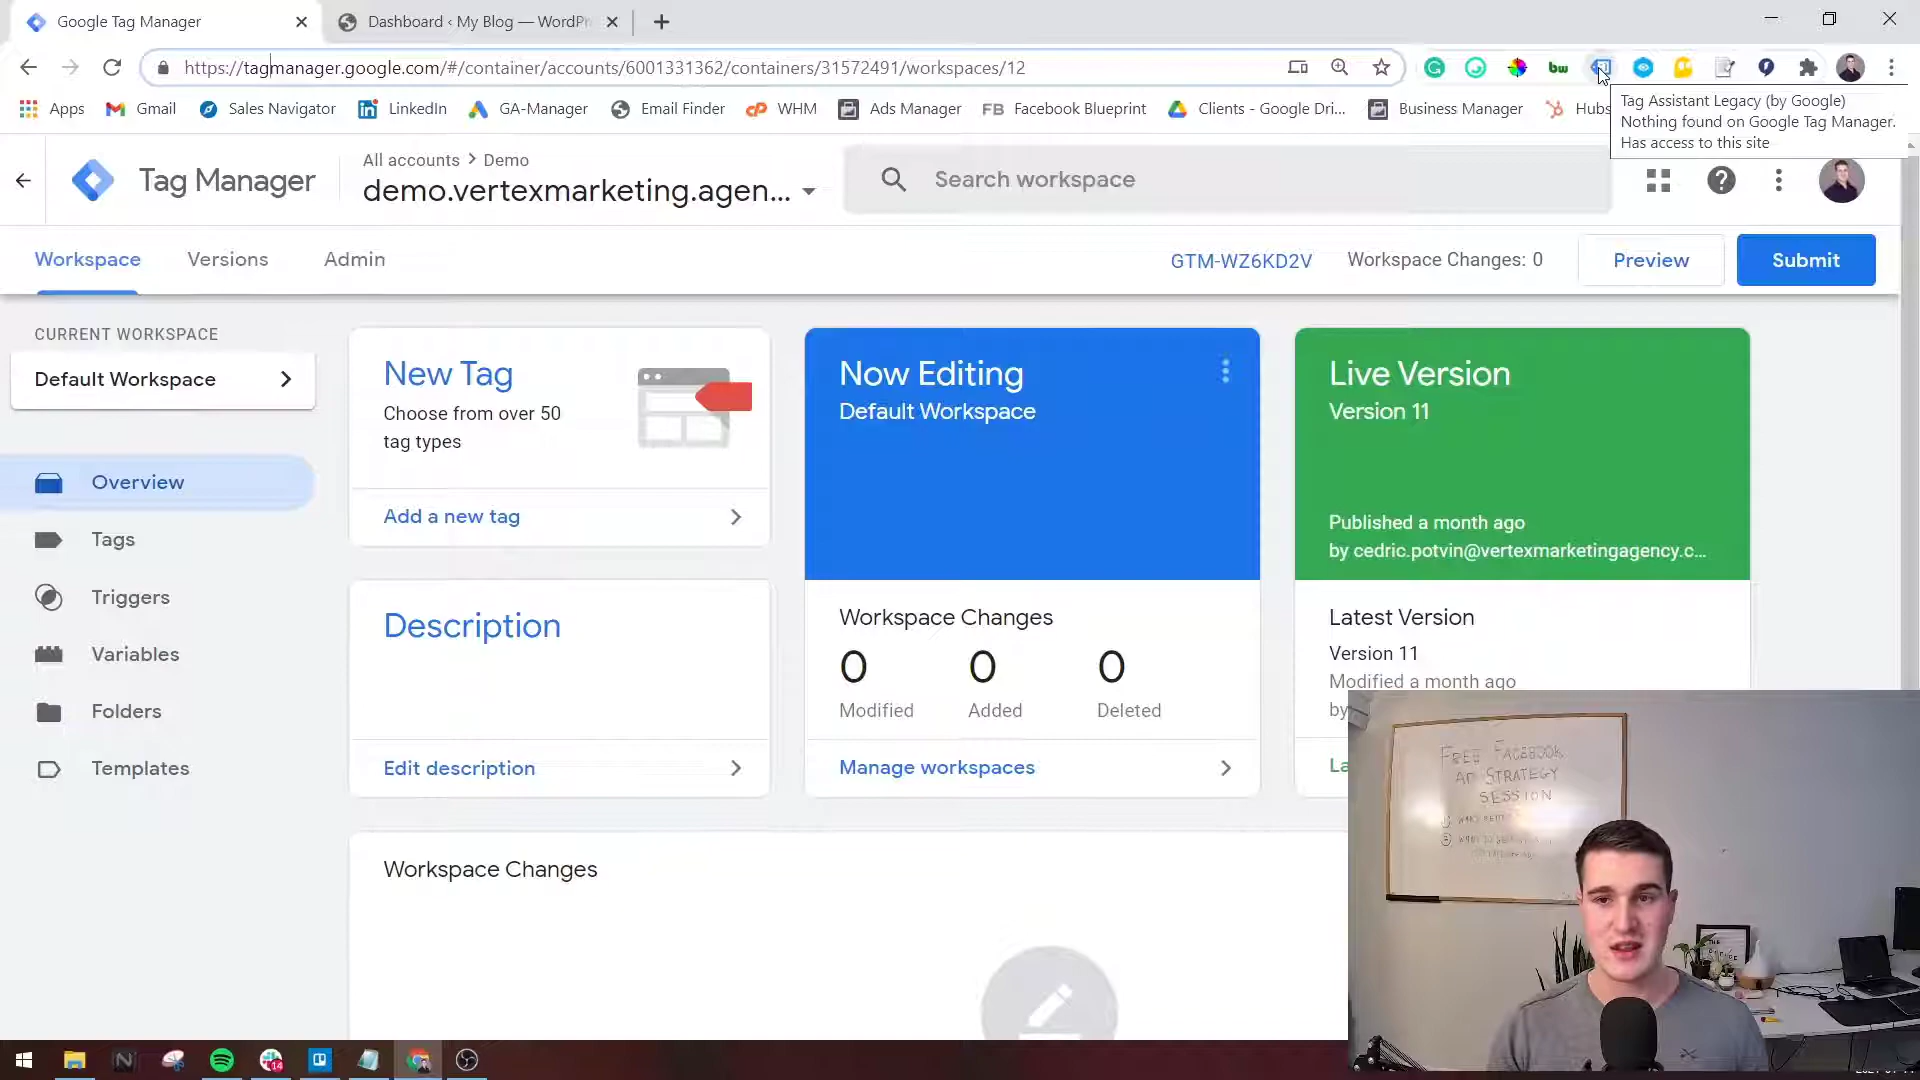 Google Tag Manager
Dashboard ‹ My Blog — WordPr
https://tagmanager.google.com/#/container/accounts/6001331362/containers/31572491/workspaces/12
bw
Apps
Gmail
Sales Navigator
LinkedIn
GA-Manager
Email Finder
WHM
Ads Manager
FB Facebook Blueprint
Clients - Google Dri...
Business Manager
Hubs
Tag Assistant Legacy (by Google)
Nothing found on Google Tag Manager.
Has access to this site
Tag Manager
All accounts > Demo
demo.vertexmarketing.agen...
Search workspace
Workspace
Versions
Admin
GTM-WZ6KD2V
Workspace Changes: 0
Preview
Submit
CURRENT WORKSPACE
Default Workspace
Overview
Tags
Triggers
Variables
Folders
Templates
New Tag
Choose from over 50
tag types
Add a new tag
Description
Edit description
Now Editing
Default Workspace
Workspace Changes
0 0 0
Modified Added Deleted
Manage workspaces
Live Version
Version 11
Published a month ago
by cedric.potvin@vertexmarketingagency.c...
Latest Version
Version 11
Modified a month ago
by
La
Workspace Changes
FREE FACEBOOK
AD STRATEGY
SESSION
14